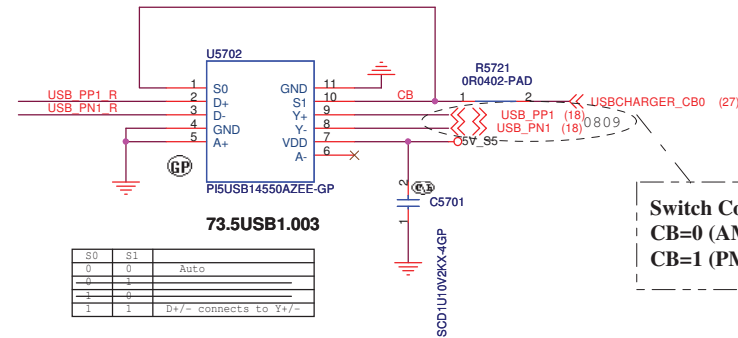 U5702
R5721
0R0402-PAD
1 S0 GND 11
2 D+ S1 10 CB 1 2 USBCHARGER_CB0 (27)
USB_PP1_R
3 D- Y+ 9 USB_PP1 (18)
USB_PN1_R
4 GND Y- 8 USB_PN1 (18) 0809
5 A+ VDD 7 5V_S5
A- 6
GP
PI5USB14550AZEE-GP
73.5USB1.003
2
C5701
1
SCD1U10V2KX-4GP
Switch Co
CB=0 (AM
CB=1 (PM
S0 S1
0 0 Auto
0 1
1 0
1 1 D+/- connects to Y+/-